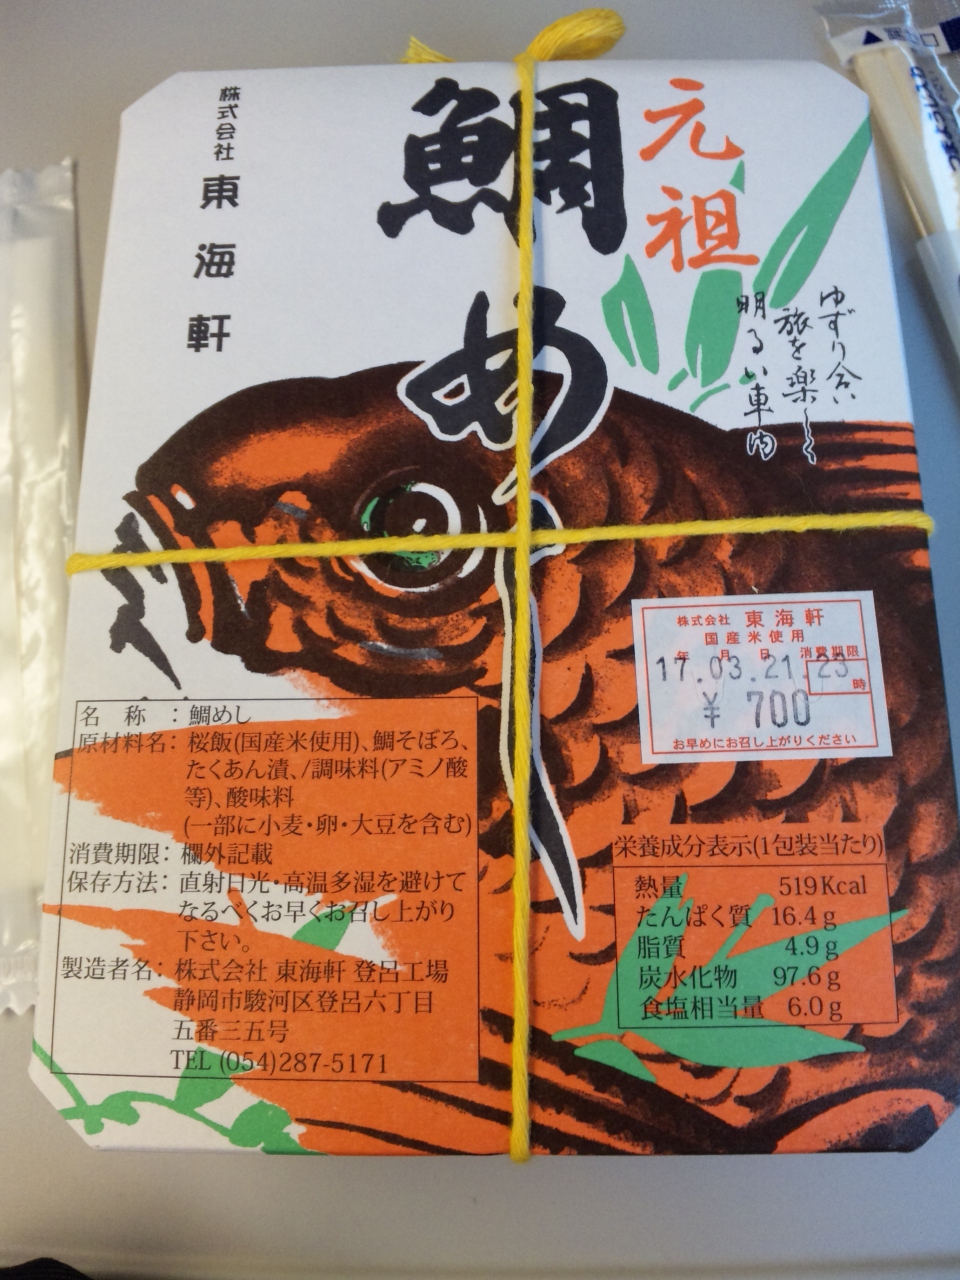 元祖
鯛めし
株式会社 東海軒
ゆずり合い
旅を楽しく
明るい車内
株式会社 東海軒
国産米使用
年 月 日 消費期限
17.03.21.23
時
¥ 700
お早めにお召し上がりください
名 称 : 鯛めし
原材料名: 桜飯(国産米使用)、鯛そぼろ、
たくあん漬、/調味料(アミノ酸
等)、酸味料
(一部に小麦・卵・大豆を含む)
消費期限: 欄外記載
保存方法: 直射日光・高温多湿を避けて
なるべくお早くお召し上がり
下さい。
製造者名: 株式会社 東海軒 登呂工場
静岡市駿河区登呂六丁目
五番三五号
TEL (054)287-5171
栄養成分表示(1包装当たり)
熱量 519Kcal
たんぱく質 16.4g
脂質 4.9g
炭水化物 97.6g
食塩相当量 6.0g